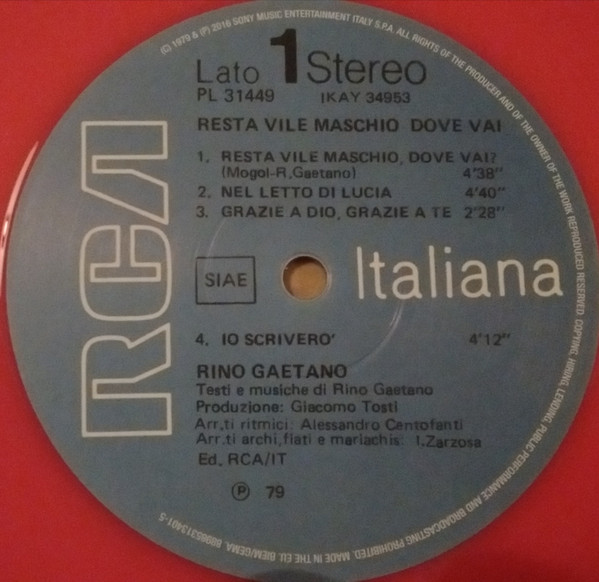 (C) 1979 & (P) 2016 SONY MUSIC ENTERTAINMENT ITALY S.P.A. ALL RIGHTS OF THE PRODUCER AND OF THE OWNER OF THE WORK REPRODUCED RESERVED. COPYING, HIRING, LENDING, PUBLIC PERFORMANCE AND BROADCASTING PROHIBITED. MADE IN THE EU. BIEM/GEMA. 88985313401-5
Lato 1 Stereo
PL 31449 IKAY 34953
RESTA VILE MASCHIO DOVE VAI
1. RESTA VILE MASCHIO, DOVE VAI?
(Mogol-R.Gaetano) 4'38"
2. NEL LETTO DI LUCIA 4'40"
3. GRAZIE A DIO, GRAZIE A TE 2'28"
RCA
SIAE
Italiana
4. IO SCRIVERO' 4'12"
RINO GAETANO
Testi e musiche di Rino Gaetano
Produzione: Giacomo Tosti
Arr.ti ritmici: Alessandro Centofanti
Arr.ti archi,fiati e mariachis: I.Zarzosa
Ed. RCA/IT
Ⓟ 79